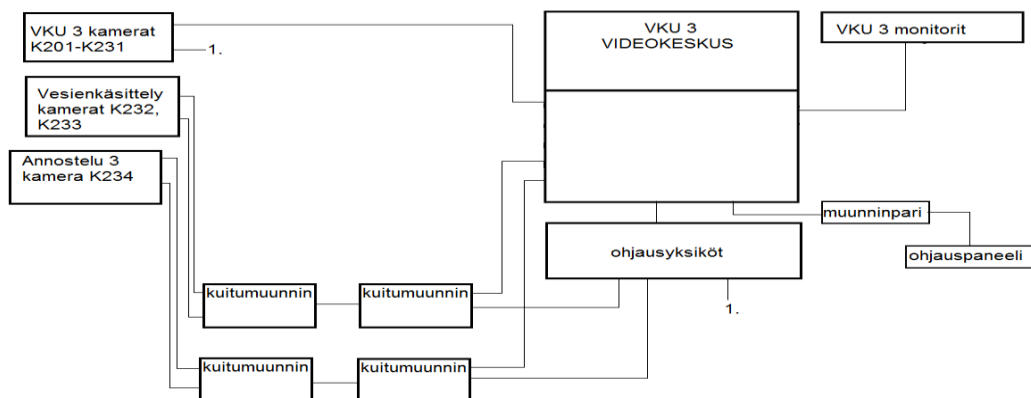 VKU 3 kamerat
K201-K231
1.
VKU 3
VIDEOKESKUS
VKU 3 monitorit
Vesienkäsittely
kamerat K232,
K233
Annostelu 3
kamera K234
muunninpari
ohjausyksiköt
ohjauspaneeli
kuitumuunnin
kuitumuunnin
1.
kuitumuunnin
kuitumuunnin